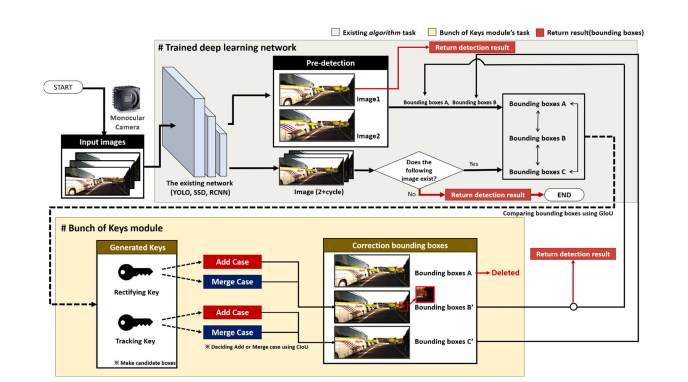 Existing algorithm task
Bunch of Keys module's task
Return result(bounding boxes)
# Trained deep learning network
Return detection result
START
Monocular
Camera
Input images
Pre-detection
Image1
Image2
Bounding boxes A, Bounding boxes B
Bounding boxes A
Bounding boxes B
Bounding boxes C
The existing network
(YOLO, SSD, RCNN)
Image (2+cycle)
Does the
following
image exist?
Yes
No
Return detection result
END
Comparing bounding boxes using GIoU
# Bunch of Keys module
Generated Keys
Rectifying Key
Tracking Key
※ Make candidate boxes
Add Case
Merge Case
Add Case
Merge Case
※ Deciding Add or Merge case using CIoU
Correction bounding boxes
Bounding boxes A
Deleted
Bounding boxes B'
Bounding boxes C'
Return detection result